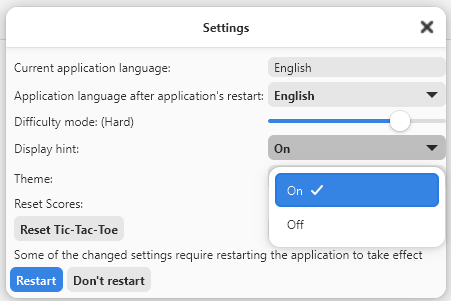 Settings
Current application language: English
Application language after application's restart: English
Difficulty mode: (Hard)
Display hint: On
Theme:
On
Reset Scores:
Off
Reset Tic-Tac-Toe
Some of the changed settings require restarting the application to take effect
Restart Don't restart